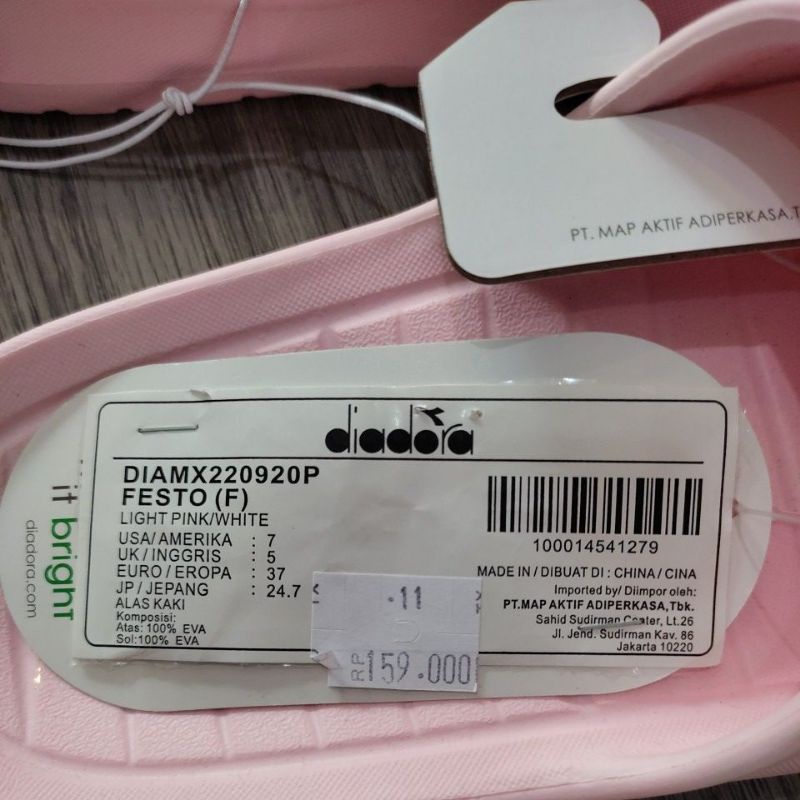 PT. MAP AKTIF ADIPERKASA,T
diadora
DIAMX220920P
FESTO (F)
LIGHT PINK/WHITE
USA/AMERIKA : 7
UK/INGGRIS : 5
EURO/EROPA : 37
JP/JEPANG : 24.7
ALAS KAKI
Komposisi:
Atas: 100% EVA
Sol:100% EVA
100014541279
MADE IN / DIBUAT DI : CHINA / CINA
Imported by/Diimpor oleh:
PT.MAP AKTIF ADIPERKASA,Tbk.
Sahid Sudirman Center, Lt.26
Jl. Jend. Sudirman Kav. 86
Jakarta 10220
.11
RP159.000
it bright
diadora.com